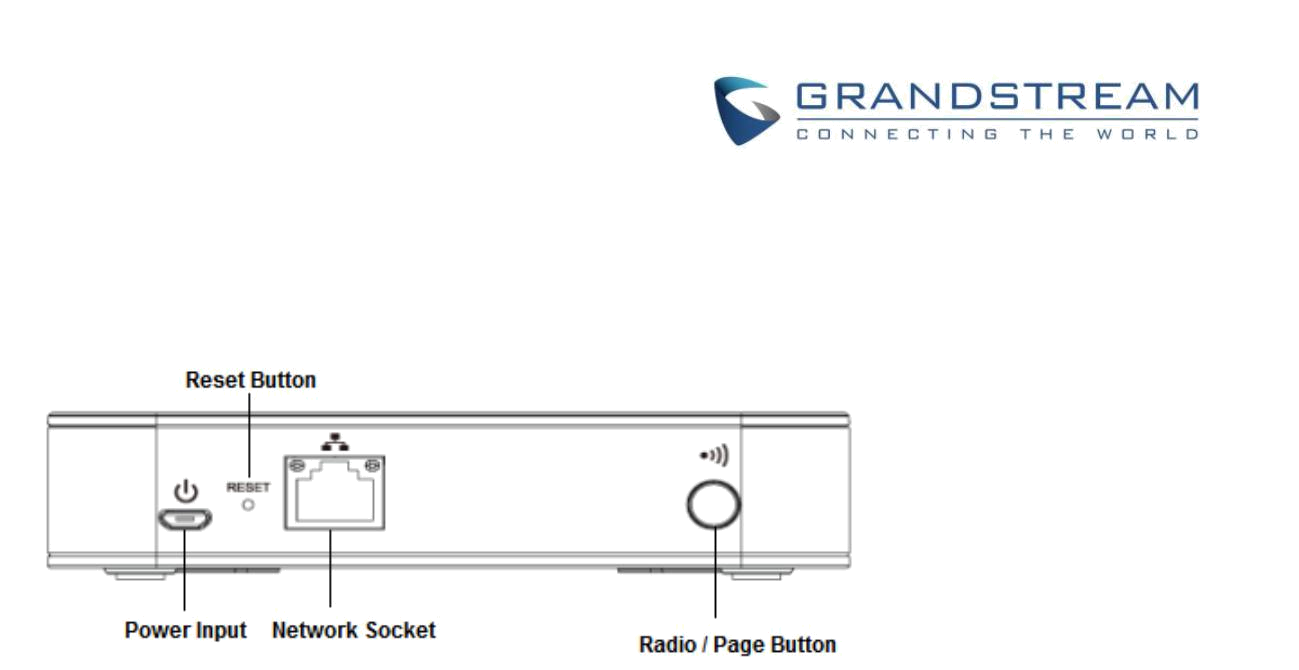 GRANDSTREAM
CONNECTING THE WORLD
Reset Button
RESET
Power Input
Network Socket
Radio / Page Button